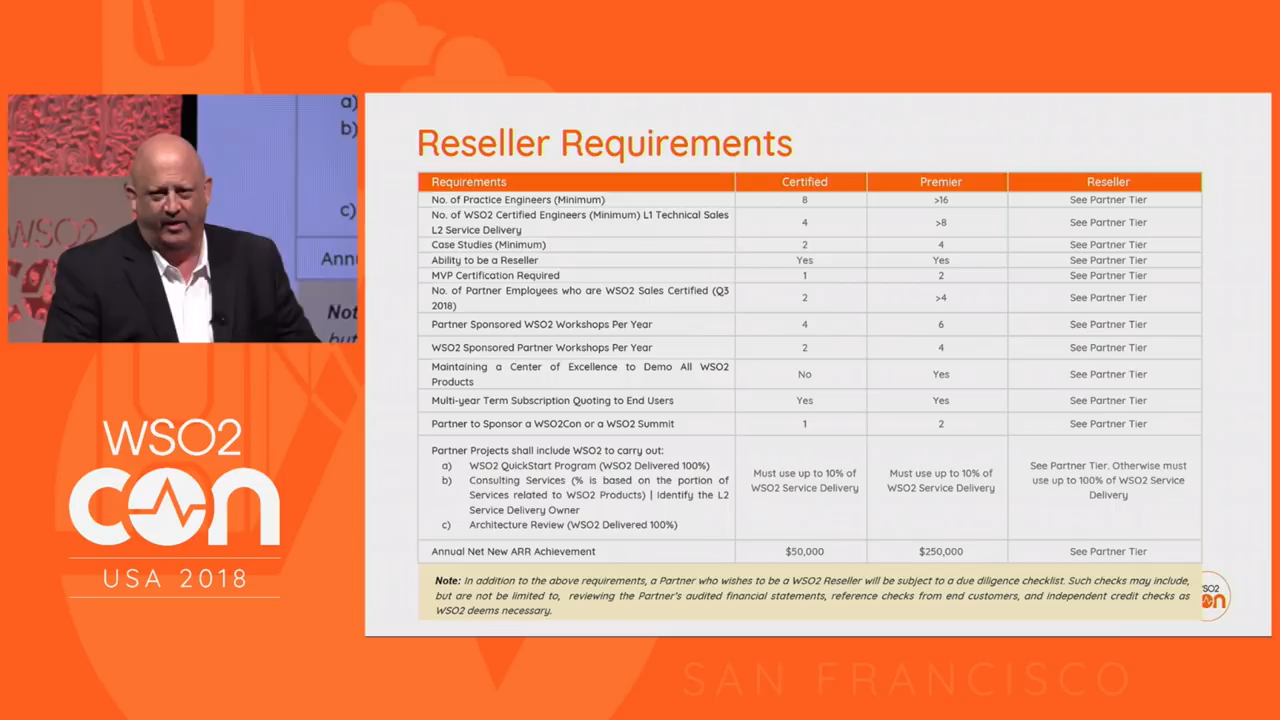 a)
b)
c)
WSO2
Ann
Not
but
WSO2
con
USA 2018
Reseller Requirements
Requirements Certified Premier Reseller
No. of Practice Engineers (Minimum) 8 >16 See Partner Tier
No. of WSO2 Certified Engineers (Minimum) L1 Technical Sales
L2 Service Delivery 4 >8 See Partner Tier
Case Studies (Minimum) 2 4 See Partner Tier
Ability to be a Reseller Yes Yes See Partner Tier
MVP Certification Required 1 2 See Partner Tier
No. of Partner Employees who are WSO2 Sales Certified (Q3
2018) 2 >4 See Partner Tier
Partner Sponsored WSO2 Workshops Per Year 4 6 See Partner Tier
WSO2 Sponsored Partner Workshops Per Year 2 4 See Partner Tier
Maintaining a Center of Excellence to Demo All WSO2
Products No Yes See Partner Tier
Multi-year Term Subscription Quoting to End Users Yes Yes See Partner Tier
Partner to Sponsor a WSO2Con or a WSO2 Summit 1 2 See Partner Tier
Partner Projects shall include WSO2 to carry out:
a) WSO2 QuickStart Program (WSO2 Delivered 100%)
b) Consulting Services (% is based on the portion of
Services related to WSO2 Products) | Identify the L2
Service Delivery Owner
c) Architecture Review (WSO2 Delivered 100%)
Must use up to 10% of
WSO2 Service Delivery
Must use up to 10% of
WSO2 Service Delivery
See Partner Tier. Otherwise must
use up to 100% of WSO2 Service
Delivery
Annual Net New ARR Achievement $50,000 $250,000 See Partner Tier
Note: In addition to the above requirements, a Partner who wishes to be a WSO2 Reseller will be subject to a due diligence checklist. Such checks may include,
but are not be limited to, reviewing the Partner's audited financial statements, reference checks from end customers, and independent credit checks as
WSO2 deems necessary.
SO2
on
SAN FRANCISCO